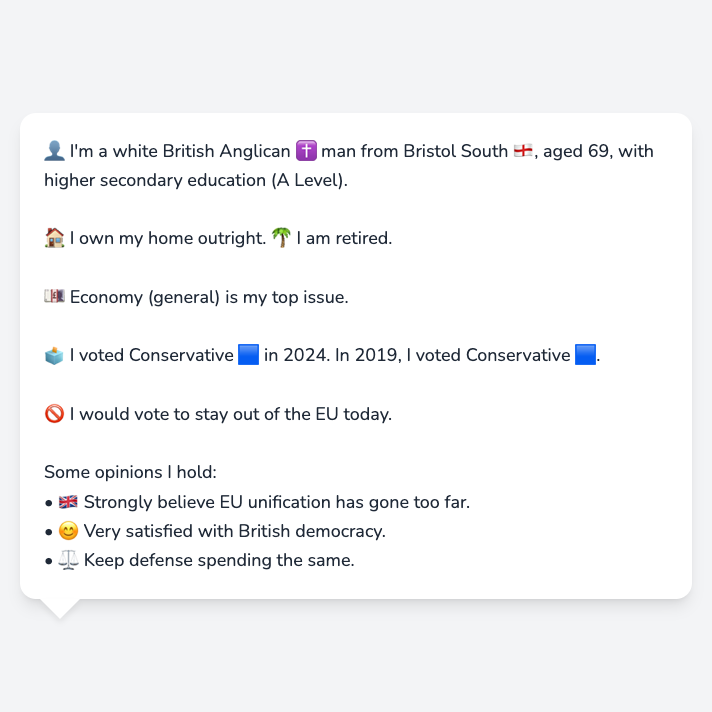 👤 I'm a white British Anglican ✝️ man from Bristol South 🏴󠁧󠁢󠁥󠁮󠁧󠁿, aged 69, with
higher secondary education (A Level).
🏠 I own my home outright. 🌴 I am retired.
💷 Economy (general) is my top issue.
🗳️ I voted Conservative 🟦 in 2024. In 2019, I voted Conservative 🟦.
🚫 I would vote to stay out of the EU today.
Some opinions I hold:
• 🇬🇧 Strongly believe EU unification has gone too far.
• 😊 Very satisfied with British democracy.
• ⚖️ Keep defense spending the same.